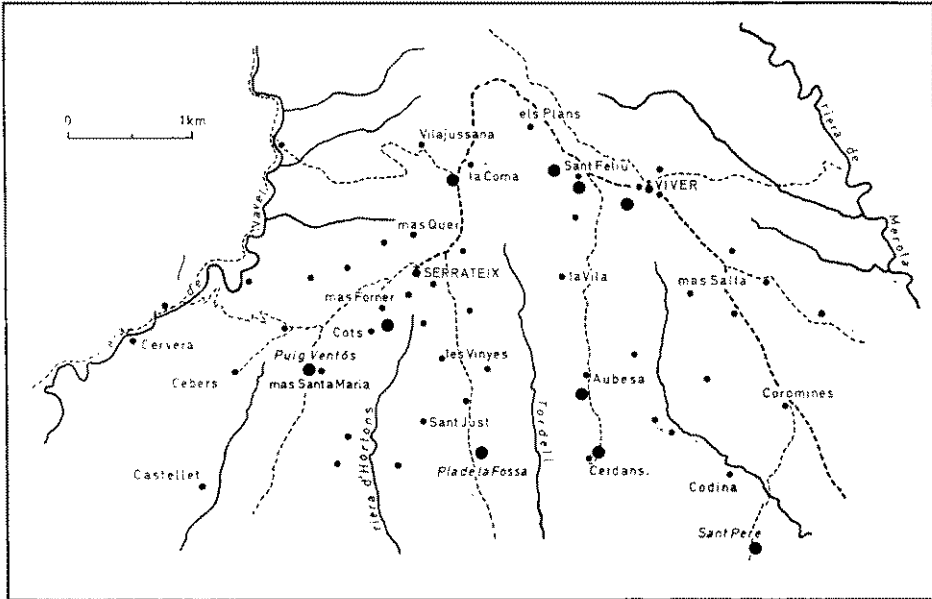 riera de Merola
0 1km
els Plans
Vilajussana
la Coma
Sant Feliu
VIVER
Navel
de
mas Quer
SERRATEIX
la Vila
mas Salla
mas Forner
Cots
Cervera
Puig Ventós
les Vinyes
Cebers
mas Santa Maria
Aubesa
Coromines
Sant Just
Tordell
riera d'Hortons
Castellet
Pla de la Fossa
Cerdans.
Codina
Sant Pere